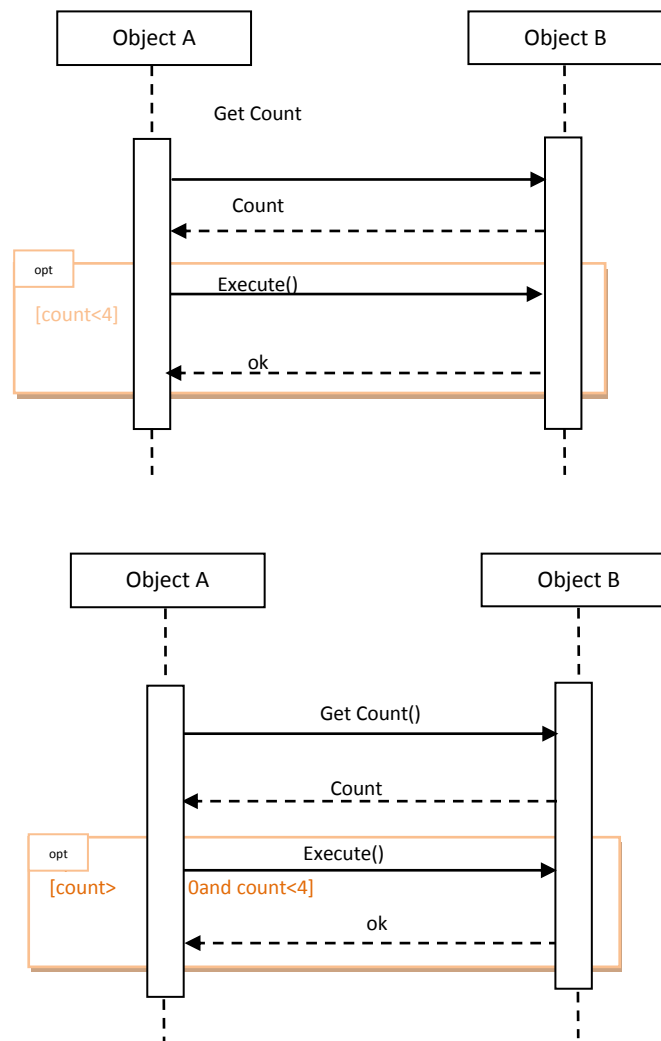 Object A
Object B
Get Count
Count
opt
Execute()
[count<4]
ok
Object A
Object B
Get Count()
Count
opt
Execute()
[count> 0and count<4]
ok